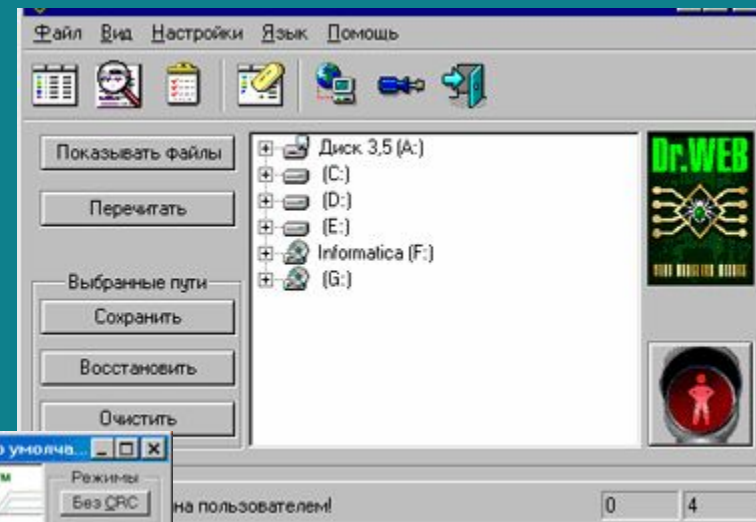 Файл Вид Настройки Язык Помощь
Показывать файлы
Перечитать
Выбранные пути
Сохранить
Восстановить
Очистить
Диск 3,5 (A:)
(C:)
(D:)
(E:)
Informatica (F:)
(G:)
Dr.WEB
умолча...
Режимы
Без CRC
на пользователем!
0 4